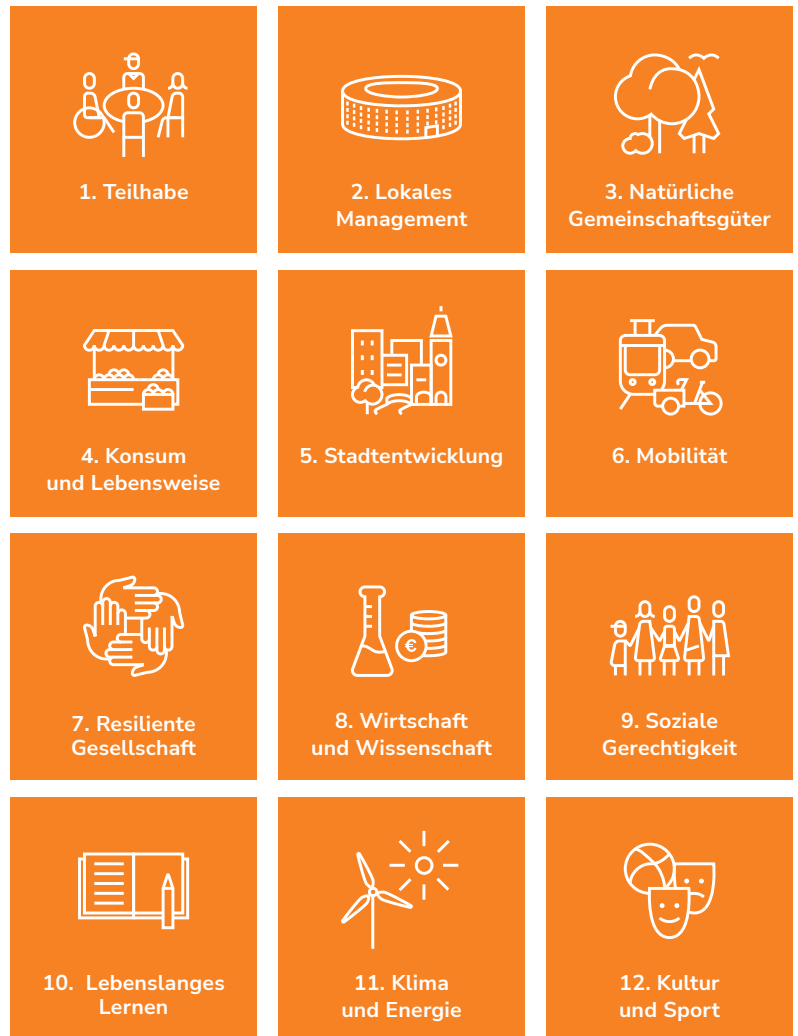 1. Teilhabe
2. Lokales
Management
3. Natürliche
Gemeinschaftsgüter
4. Konsum
und Lebensweise
5. Stadtentwicklung
6. Mobilität
7. Resiliente
Gesellschaft
€
8. Wirtschaft
und Wissenschaft
9. Soziale
Gerechtigkeit
10. Lebenslanges
Lernen
11. Klima
und Energie
12. Kultur
und Sport